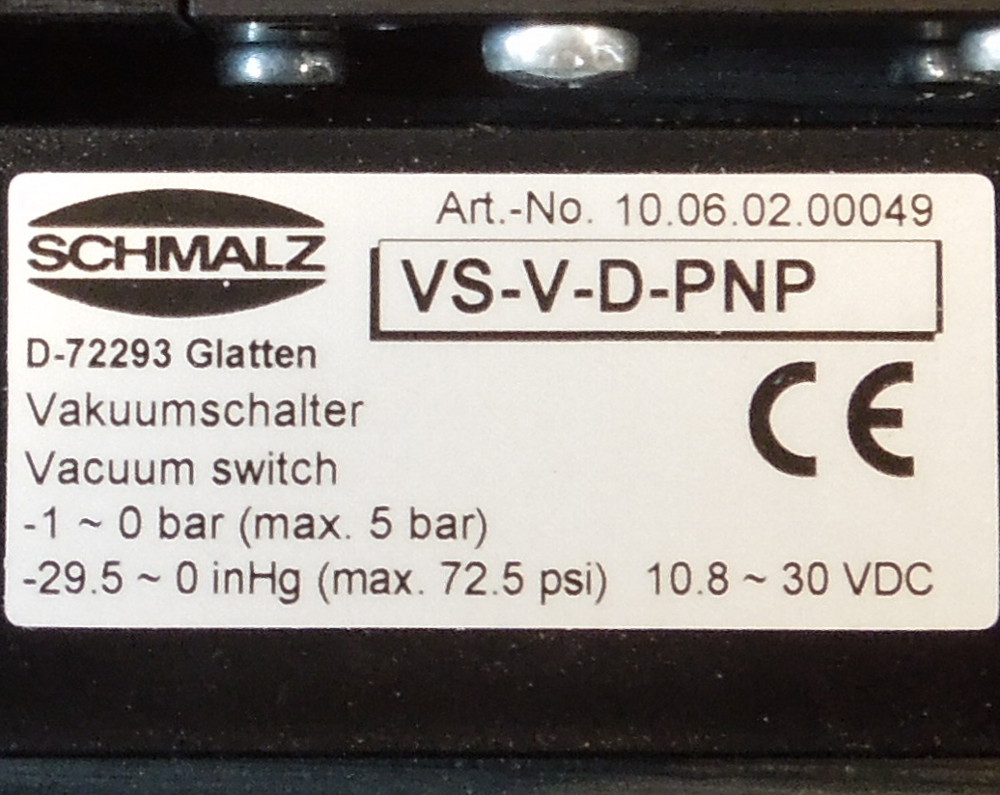 SCHMALZ
Art.-No. 10.06.02.00049
VS-V-D-PNP
D-72293 Glatten
Vakuumschalter
Vacuum switch
CE
-1 ~ 0 bar (max. 5 bar)
-29.5 ~ 0 inHg (max. 72.5 psi) 10.8 ~ 30 VDC